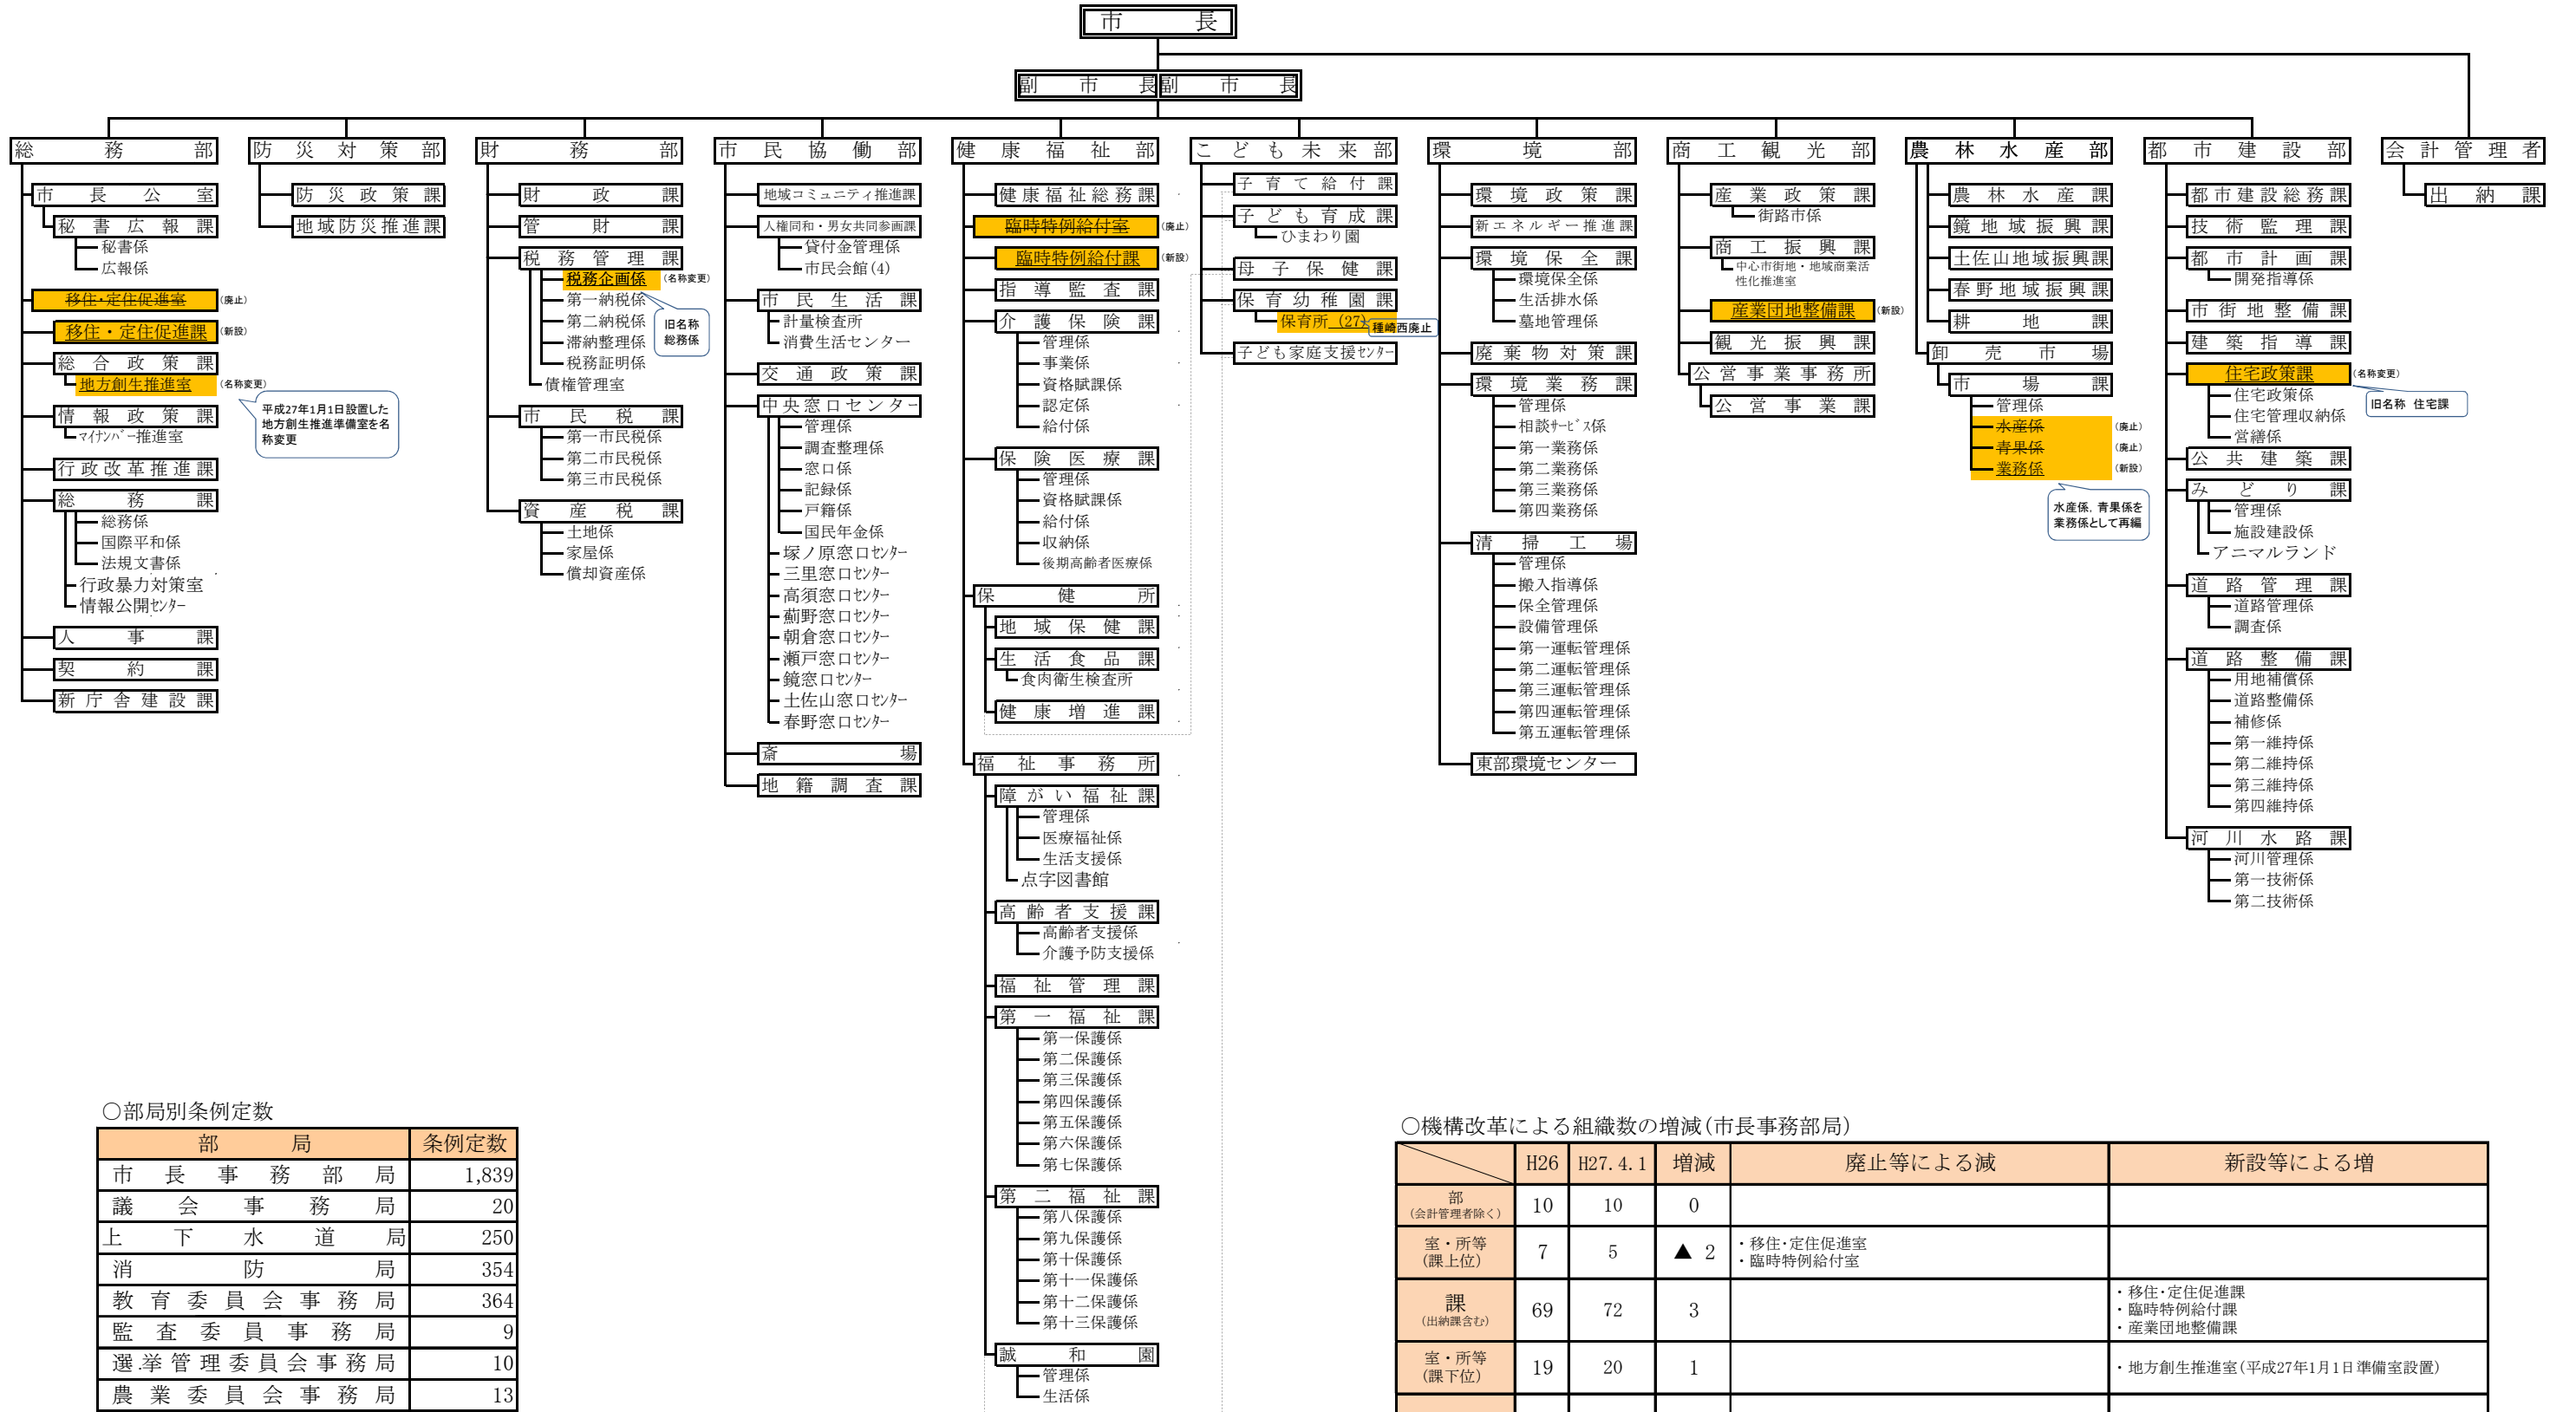 市長
副市長 副市長
総務部
市長公室
秘書広報課
秘書係
広報係
移住・定住促進室 (廃止)
移住・定住促進課 (新設)
総合政策課
地方創生推進室 (名称変更)
平成27年1月1日設置した
地方創生推進準備室を名
称変更
情報政策課
マイナンバー推進室
行政改革推進課
総務課
総務係
国際平和係
法規文書係
行政暴力対策室
情報公開センター
人事課
契約課
新庁舎建設課
防災対策部
防災政策課
地域防災推進課
財務部
財政課
管財課
税務管理課
税務企画係 (名称変更)
旧名称
総務係
第一納税係
第二納税係
滞納整理係
税務証明係
債権管理室
市民税課
第一市民税係
第二市民税係
第三市民税係
資産税課
土地係
家屋係
償却資産係
市民協働部
地域コミュニティ推進課
人権同和・男女共同参画課
貸付金管理係
市民会館(4)
市民生活課
計量検査所
消費生活センター
交通政策課
中央窓口センター
管理係
調査整理係
窓口係
記録係
戸籍係
国民年金係
塚ノ原窓口センター
三里窓口センター
高須窓口センター
薊野窓口センター
朝倉窓口センター
瀬戸窓口センター
鏡窓口センター
土佐山窓口センター
春野窓口センター
斎場
地籍調査課
健康福祉部
健康福祉総務課
臨時特例給付室 (廃止)
臨時特例給付課 (新設)
指導監査課
介護保険課
管理係
事業係
資格賦課係
認定係
給付係
保険医療課
管理係
資格賦課係
給付係
収納係
後期高齢者医療係
保健所
地域保健課
生活食品課
食肉衛生検査所
健康増進課
福祉事務所
障がい福祉課
管理係
医療福祉係
生活支援係
点字図書館
高齢者支援課
高齢者支援係
介護予防支援係
福祉管理課
第一福祉課
第一保護係
第二保護係
第三保護係
第四保護係
第五保護係
第六保護係
第七保護係
第二福祉課
第八保護係
第九保護係
第十保護係
第十一保護係
第十二保護係
第十三保護係
誠和園
管理係
生活係
こども未来部
子育て給付課
子ども育成課
ひまわり園
母子保健課
保育幼稚園課
保育所 (27)
種崎西廃止
子ども家庭支援センター
環境部
環境政策課
新エネルギー推進課
環境保全課
環境保全係
生活排水係
墓地管理係
廃棄物対策課
環境業務課
管理係
相談サービス係
第一業務係
第二業務係
第三業務係
第四業務係
清掃工場
管理係
搬入指導係
保全管理係
設備管理係
第一運転管理係
第二運転管理係
第三運転管理係
第四運転管理係
第五運転管理係
東部環境センター
商工観光部
産業政策課
街路市係
商工振興課
中心市街地・地域商業活
性化推進室
産業団地整備課 (新設)
観光振興課
公営事業事務所
公営事業課
農林水産部
農林水産課
鏡地域振興課
土佐山地域振興課
春野地域振興課
耕地課
卸売市場
市場課
管理係
水産係 (廃止)
青果係 (廃止)
業務係 (新設)
水産係，青果係を
業務係として再編
都市建設部
都市建設総務課
技術監理課
都市計画課
開発指導係
市街地整備課
建築指導課
住宅政策課 (名称変更)
旧名称 住宅課
住宅政策係
住宅管理収納係
営繕係
公共建築課
みどり課
管理係
施設建設係
アニマルランド
道路管理課
道路管理係
調査係
道路整備課
用地補償係
道路整備係
補修係
第一維持係
第二維持係
第三維持係
第四維持係
河川水路課
河川管理係
第一技術係
第二技術係
会計管理者
出納課
○部局別条例定数
部局 条例定数
市長事務部局 1,839
議会事務局 20
上下水道局 250
消防局 354
教育委員会事務局 364
監査委員事務局 9
選挙管理委員会事務局 10
農業委員会事務局 13
○機構改革による組織数の増減(市長事務部局)
H26 H27.4.1 増減 廃止等による減 新設等による増
部
(会計管理者除く) 10 10 0
室・所等
(課上位) 7 5 ▲ 2 ・移住・定住促進室
・臨時特例給付室
課
(出納課含む) 69 72 3 ・移住・定住促進課
・臨時特例給付課
・産業団地整備課
室・所等
(課下位) 19 20 1 ・地方創生推進室(平成27年1月1日準備室設置)